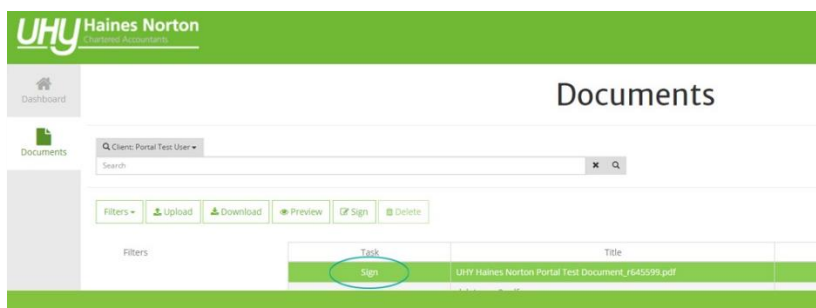 UHY Haines Norton
Chartered Accountants
Dashboard
Documents
Documents
Client: Portal Test User
Search
Filters Upload Download Preview Sign Delete
Filters
Task Title
Sign UHY Haines Norton Portal Test Document_r645599.pdf